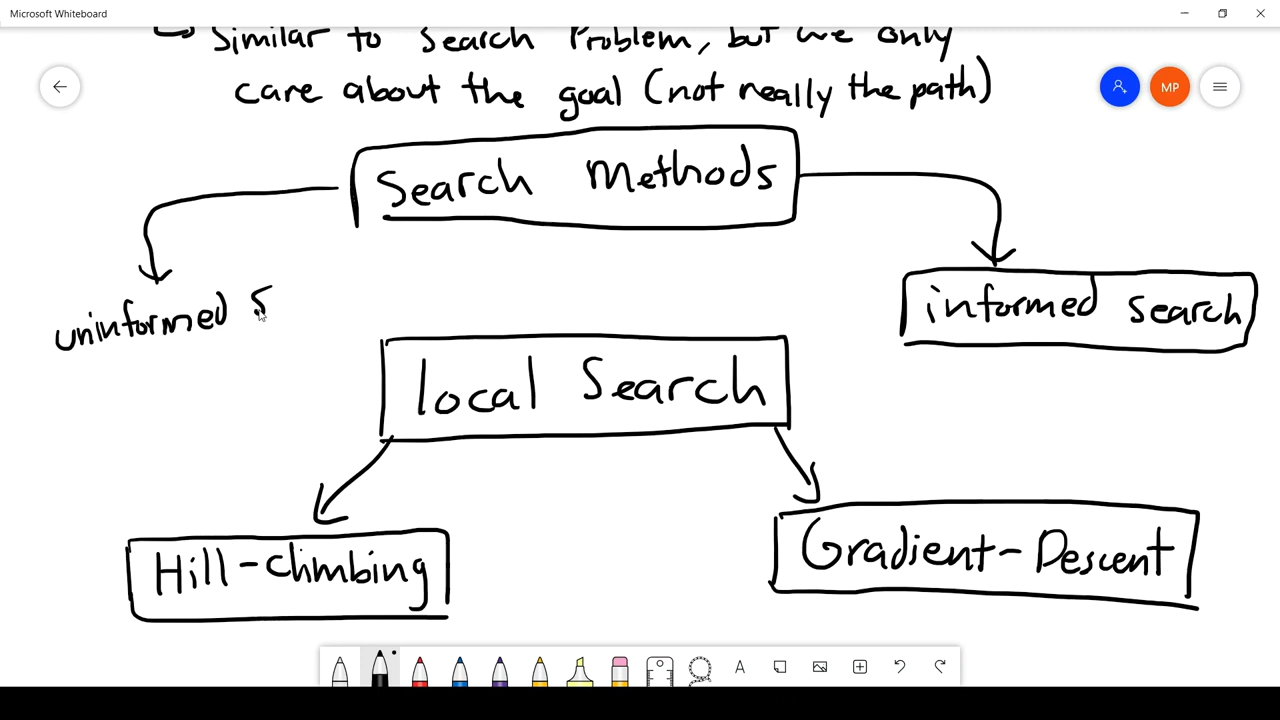 Microsoft Whiteboard
Similar to Search Problem, but we only
care about the goal (not really the path)
MP
Search Methods
uninformed S
informed search
local Search
Hill-Climbing
Gradient-Descent
A